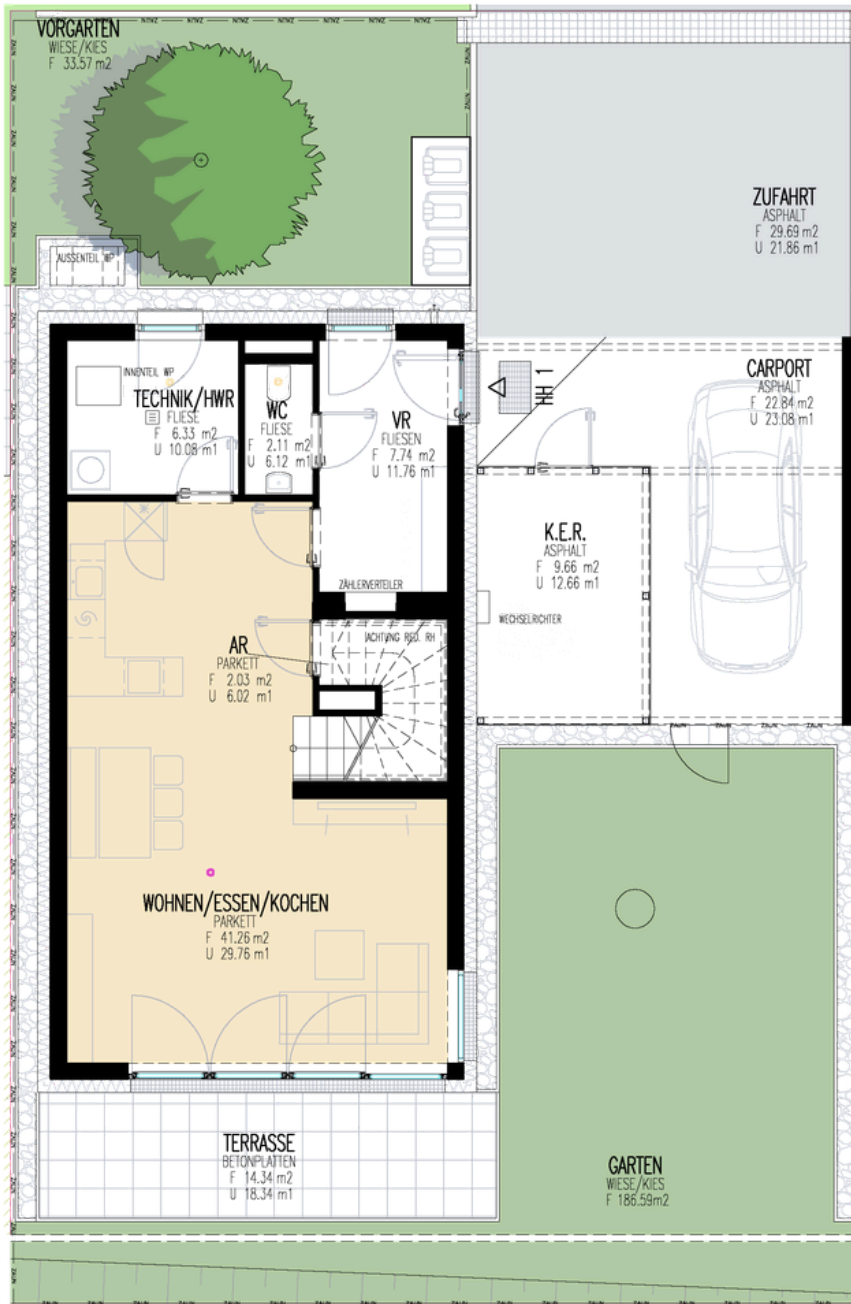 VORGARTEN
WIESE/KIES
F 33.57 m2
ZUFAHRT
ASPHALT
F 29.69 m2
U 21.86 m1
AUSSENTEIL WP
INNENTEIL WP
TECHNIK/HWR
FLIESE
F 6.33 m2
U 10.08 m1
WC
FLIESE
F 2.11 m2
U 6.12 m1
VR
FLIESEN
F 7.74 m2
U 11.76 m1
HH 1
CARPORT
ASPHALT
F 22.84 m2
U 23.08 m1
K.E.R.
ASPHALT
F 9.66 m2
U 12.66 m1
WECHSELRICHTER
ZÄHLERVERTEILER
ACHTUNG RED. RH
AR
PARKETT
F 2.03 m2
U 6.02 m1
WOHNEN/ESSEN/KOCHEN
PARKETT
F 41.26 m2
U 29.76 m1
TERRASSE
BETONPLATTEN
F 14.34 m2
U 18.34 m1
GARTEN
WIESE/KIES
F 186.59m2
ZAUN